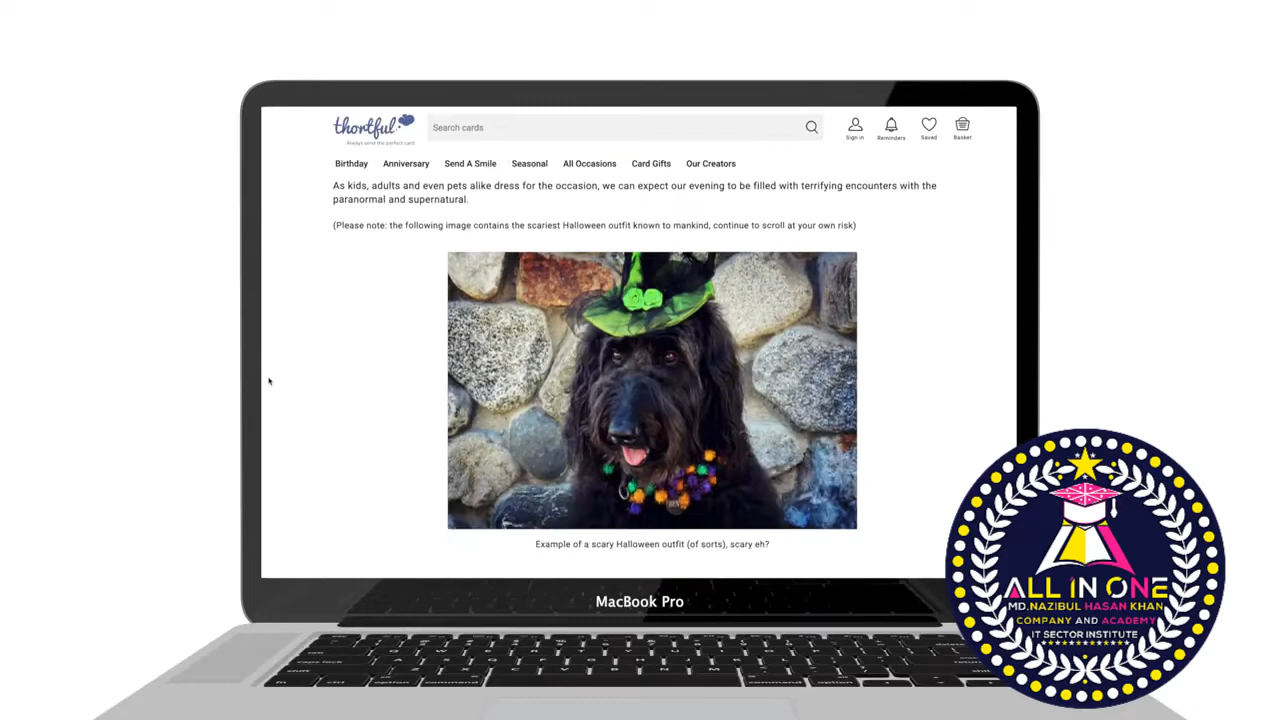 thortful
Always send the perfect card
Search cards
Sign in
Reminders
Saved
Basket
Birthday
Anniversary
Send A Smile
Seasonal
All Occasions
Card Gifts
Our Creators
As kids, adults and even pets alike dress for the occasion, we can expect our evening to be filled with terrifying encounters with the
paranormal and supernatural.
(Please note: the following image contains the scariest Halloween outfit known to mankind, continue to scroll at your own risk)
Example of a scary Halloween outfit (of sorts), scary eh?
MacBook Pro
ALL IN ONE
MD.NAZIBUL HASAN KHAN
COMPANY AND ACADEMY
IT SECTOR INSTITUTE